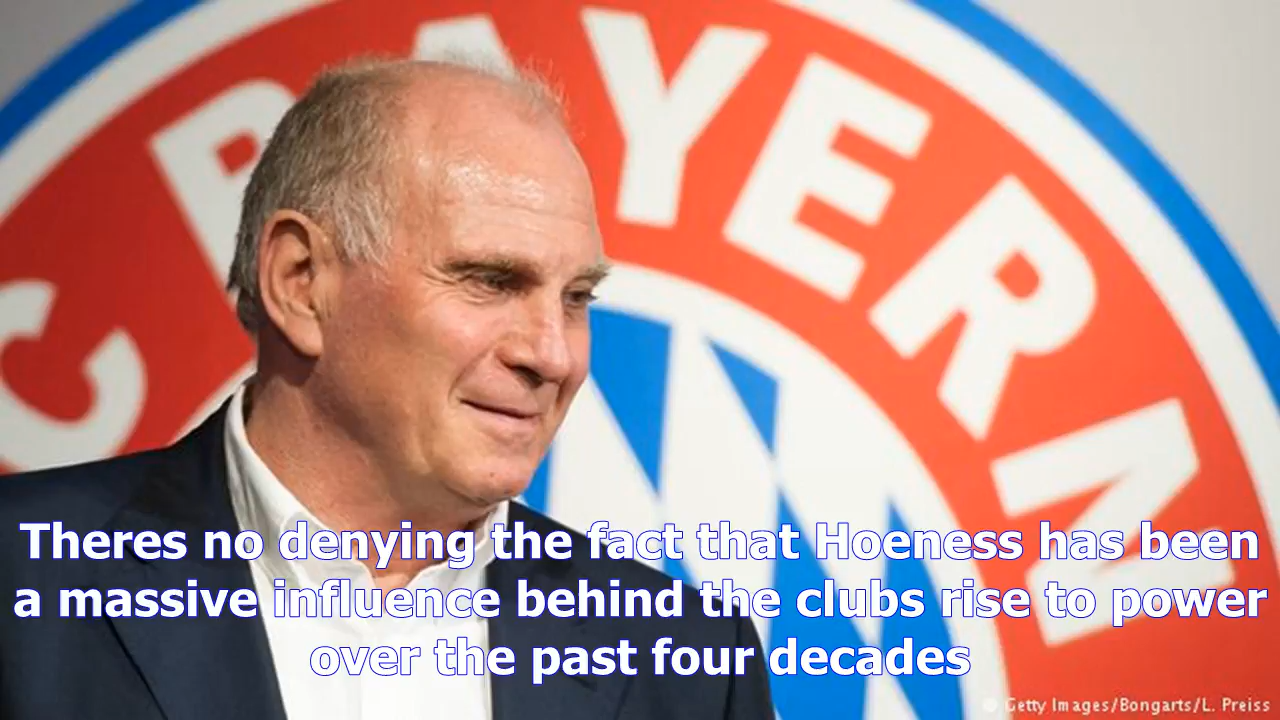 C BAYERN
Theres no denying the fact that Hoeness has been
a massive influence behind the clubs rise to power
over the past four decades
© Getty Images/Bongarts/L. Preiss